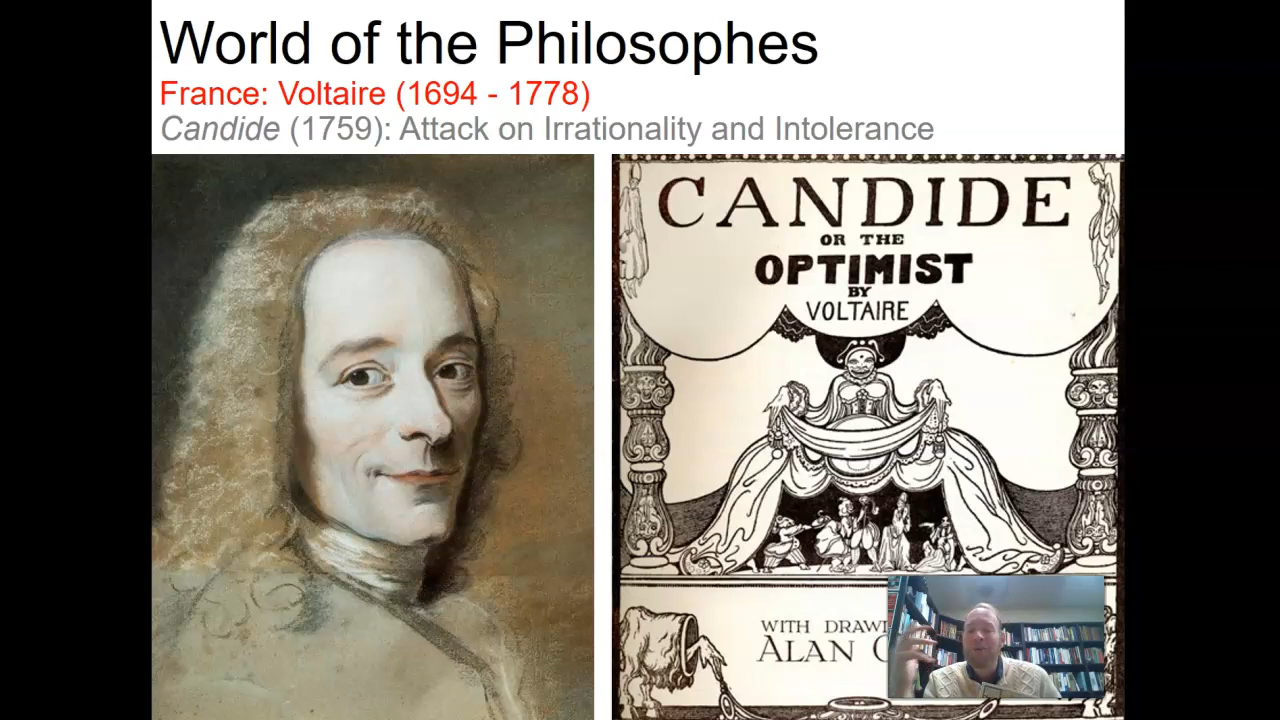 World of the Philosophes
France: Voltaire (1694 - 1778)
Candide (1759): Attack on Irrationality and Intolerance
CANDIDE
OR THE
OPTIMIST
BY
VOLTAIRE
WITH
ALAN